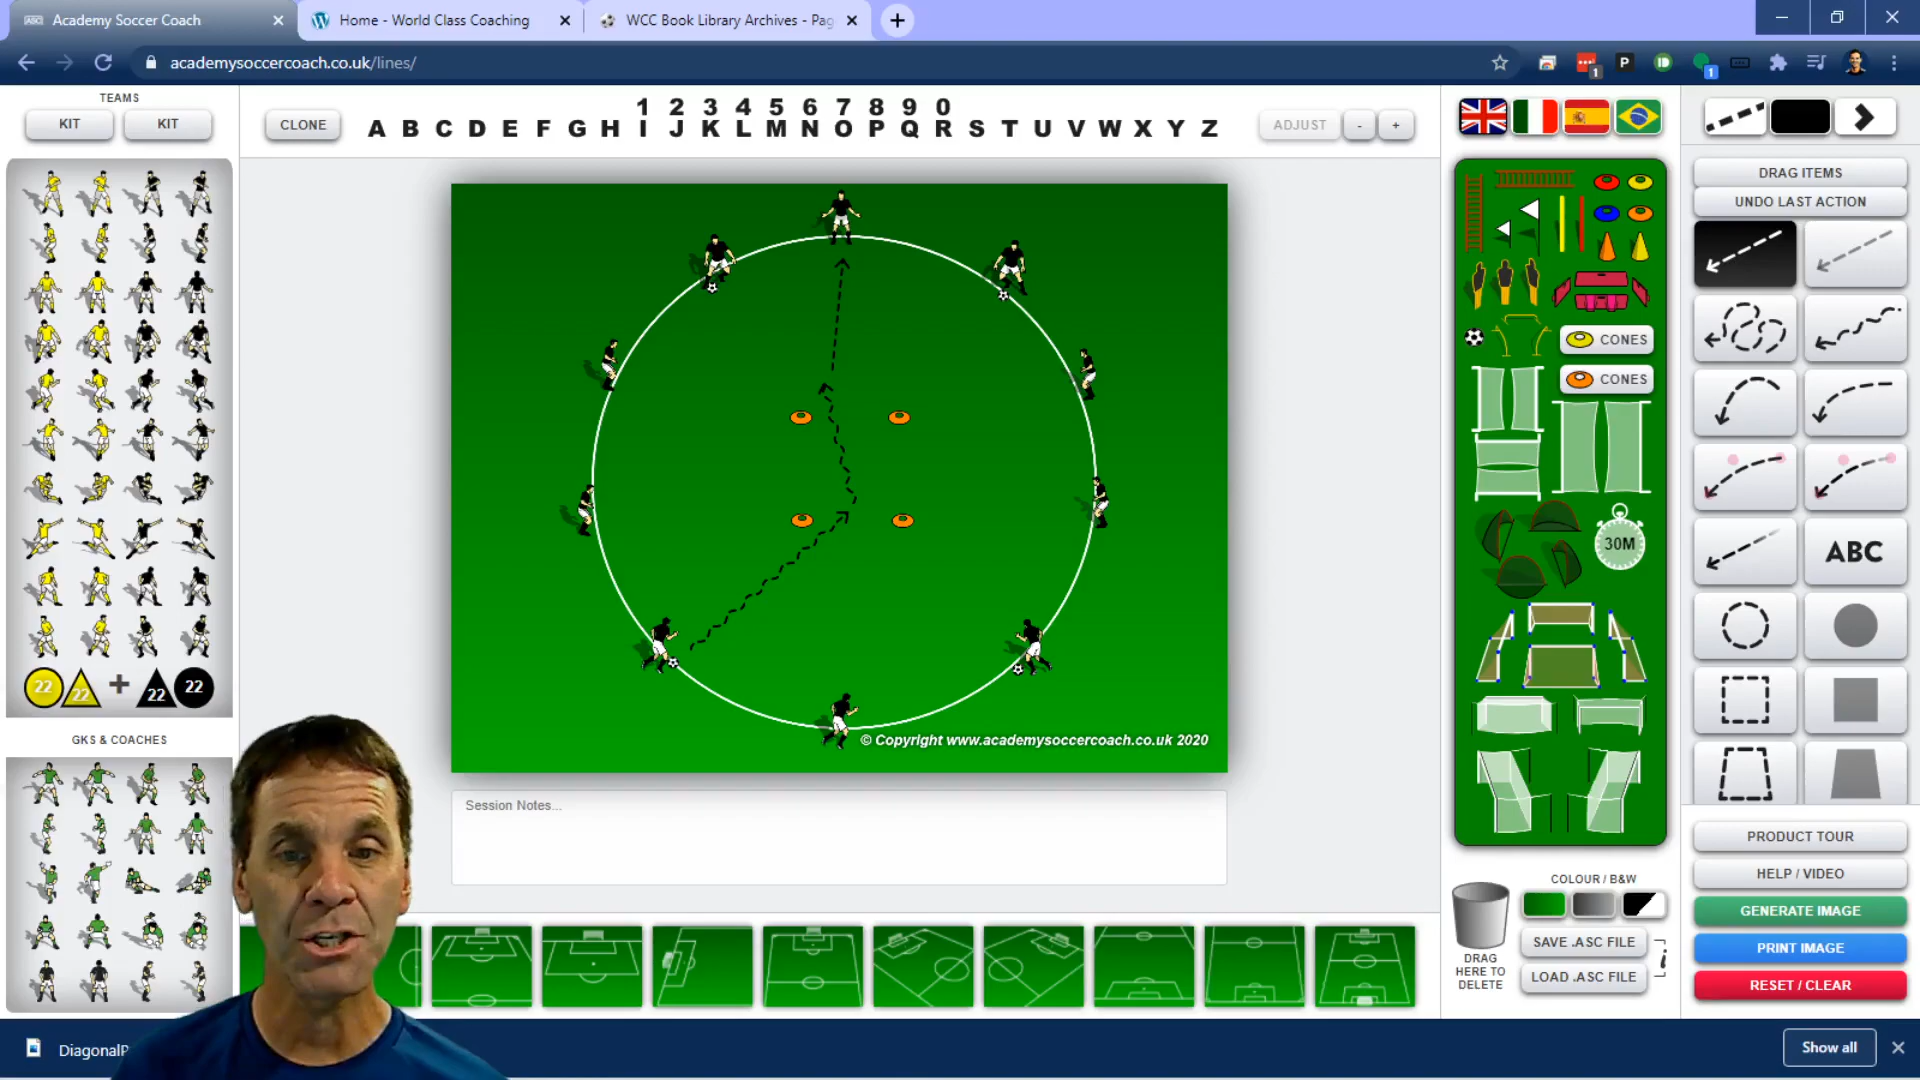 Academy Soccer Coach
Home - World Class Coaching
WCC Book Library Archives - Pag
academysoccercoach.co.uk/lines/
1
P
1
TEAMS
KIT
KIT
CLONE
1 2 3 4 5 6 7 8 9 0
A B C D E F G H I J K L M N O P Q R S T U V W X Y Z
ADJUST
-
+
DRAG ITEMS
UNDO LAST ACTION
CONES
CONES
30M
ABC
22
22
+
22
22
© Copyright www.academysoccercoach.co.uk 2020
GKS & COACHES
Session Notes...
PRODUCT TOUR
HELP / VIDEO
GENERATE IMAGE
PRINT IMAGE
RESET / CLEAR
COLOUR / B&W
SAVE .ASC FILE
LOAD .ASC FILE
i
DRAG
HERE TO
DELETE
Show all